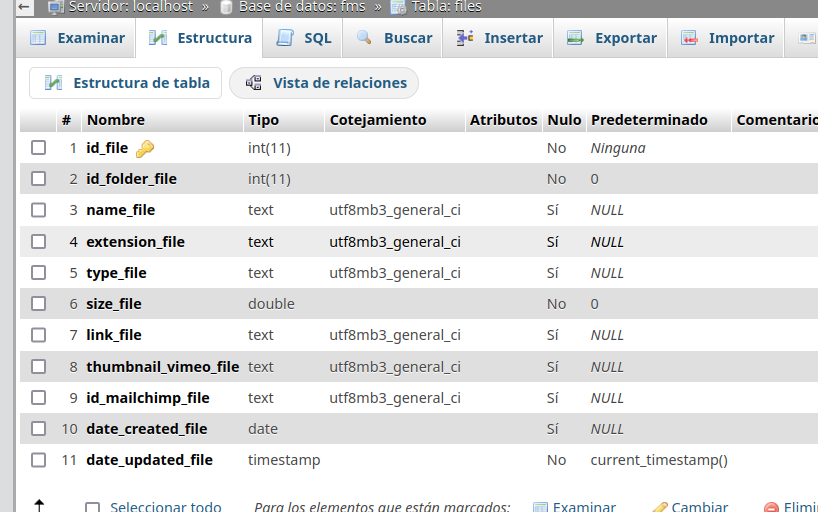 Servidor: localhost » Base de datos: fms » Tabla: files
Examinar Estructura SQL Buscar Insertar Exportar Importar
Estructura de tabla Vista de relaciones
# Nombre Tipo Cotejamiento Atributos Nulo Predeterminado Comentario
1 id_file int(11) No Ninguna
2 id_folder_file int(11) No 0
3 name_file text utf8mb3_general_ci Sí NULL
4 extension_file text utf8mb3_general_ci Sí NULL
5 type_file text utf8mb3_general_ci Sí NULL
6 size_file double No 0
7 link_file text utf8mb3_general_ci Sí NULL
8 thumbnail_vimeo_file text utf8mb3_general_ci Sí NULL
9 id_mailchimp_file text utf8mb3_general_ci Sí NULL
10 date_created_file date Sí NULL
11 date_updated_file timestamp No current_timestamp()
Seleccionar todo Para los elementos que están marcados: Examinar Cambiar Elimi